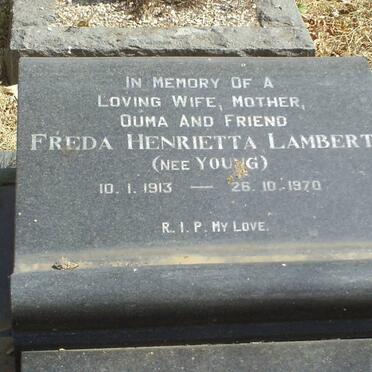 IN MEMORY OF A
LOVING WIFE, MOTHER,
OUMA AND FRIEND
FREDA HENRIETTA LAMBERT
(NEE YOUNG)
10. 1. 1913 — 26. 10. 1970
R. I. P. MY LOVE.